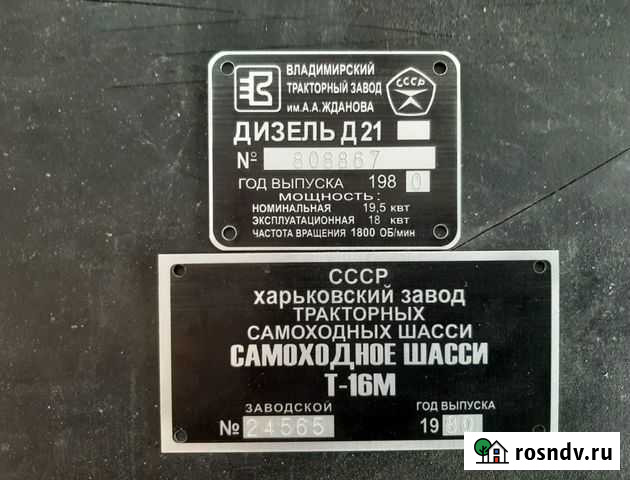 ВЛАДИМИРСКИЙ
ТРАКТОРНЫЙ ЗАВОД
им.А.А.ЖДАНОВА
СССР
ДИЗЕЛЬ Д21
№ 808867
ГОД ВЫПУСКА 1980
МОЩНОСТЬ:
НОМИНАЛЬНАЯ 19,5 квт
ЭКСПЛУАТАЦИОННАЯ 18 квт
ЧАСТОТА ВРАЩЕНИЯ 1800 ОБ/мин
СССР
харьковский завод
ТРАКТОРНЫХ
САМОХОДНЫХ ШАССИ
САМОХОДНОЕ ШАССИ
Т-16М
ЗАВОДСКОЙ ГОД ВЫПУСКА
№ 24565 1980
rosndv.ru